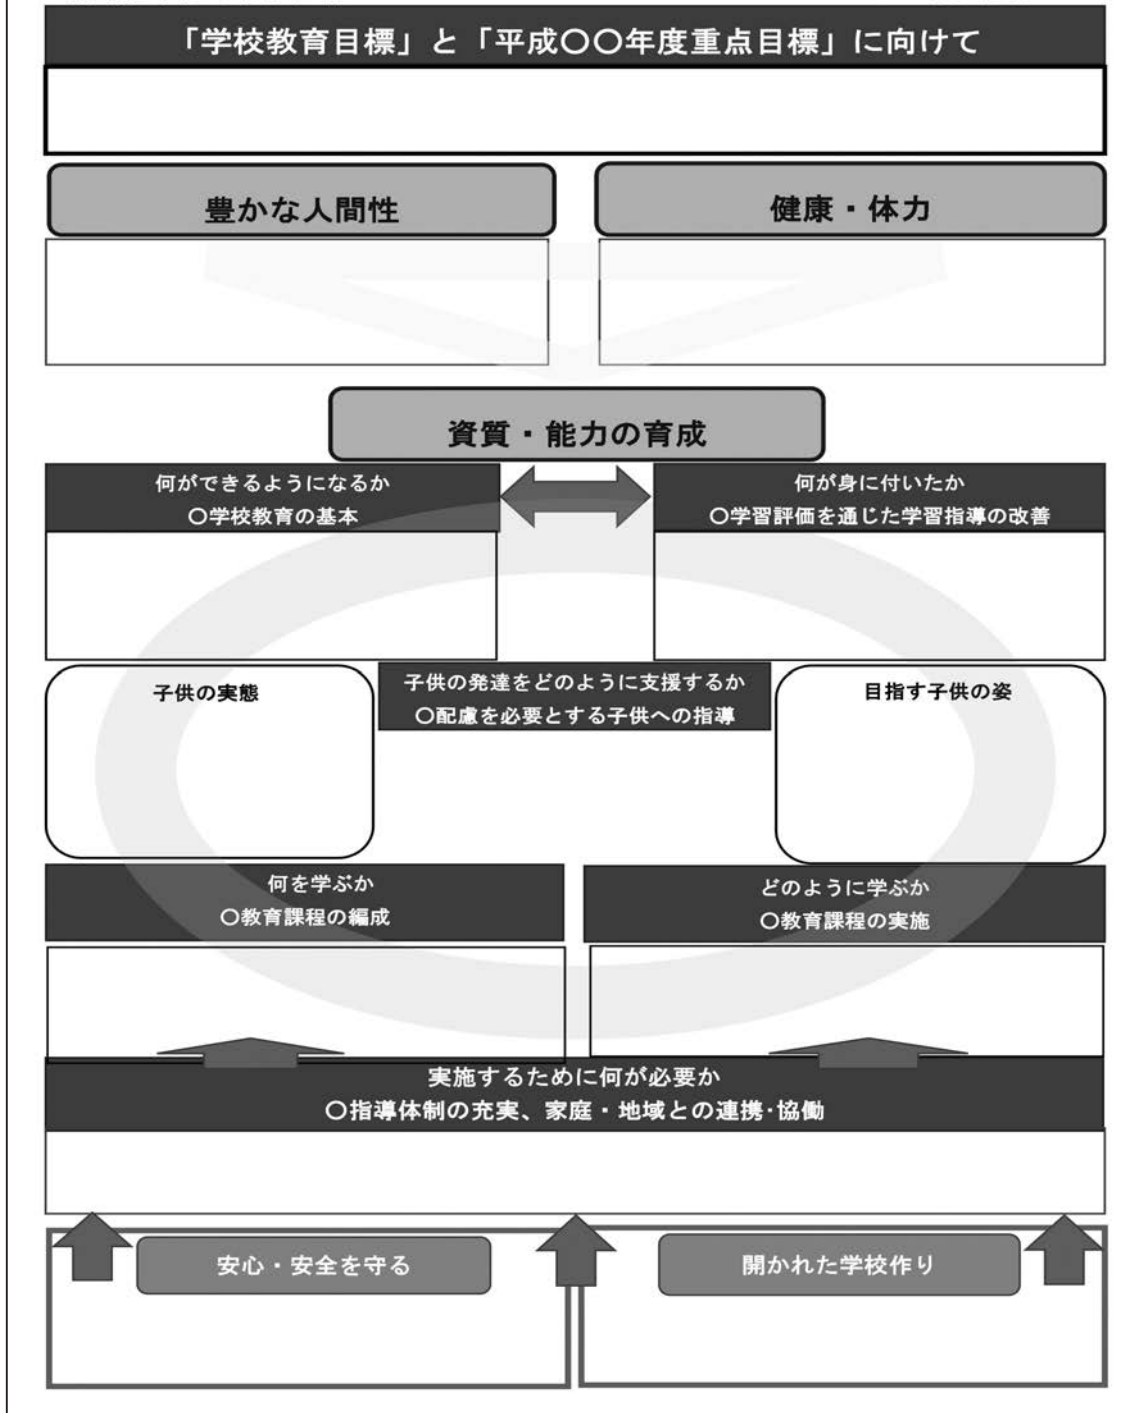 「学校教育目標」と「平成〇〇年度重点目標」に向けて
豊かな人間性
健康・体力
資質・能力の育成
何ができるようになるか
〇学校教育の基本
何が身に付いたか
〇学習評価を通じた学習指導の改善
子供の実態
子供の発達をどのように支援するか
〇配慮を必要とする子供への指導
目指す子供の姿
何を学ぶか
〇教育課程の編成
どのように学ぶか
〇教育課程の実施
実施するために何が必要か
〇指導体制の充実、家庭・地域との連携･協働
安心・安全を守る
開かれた学校作り